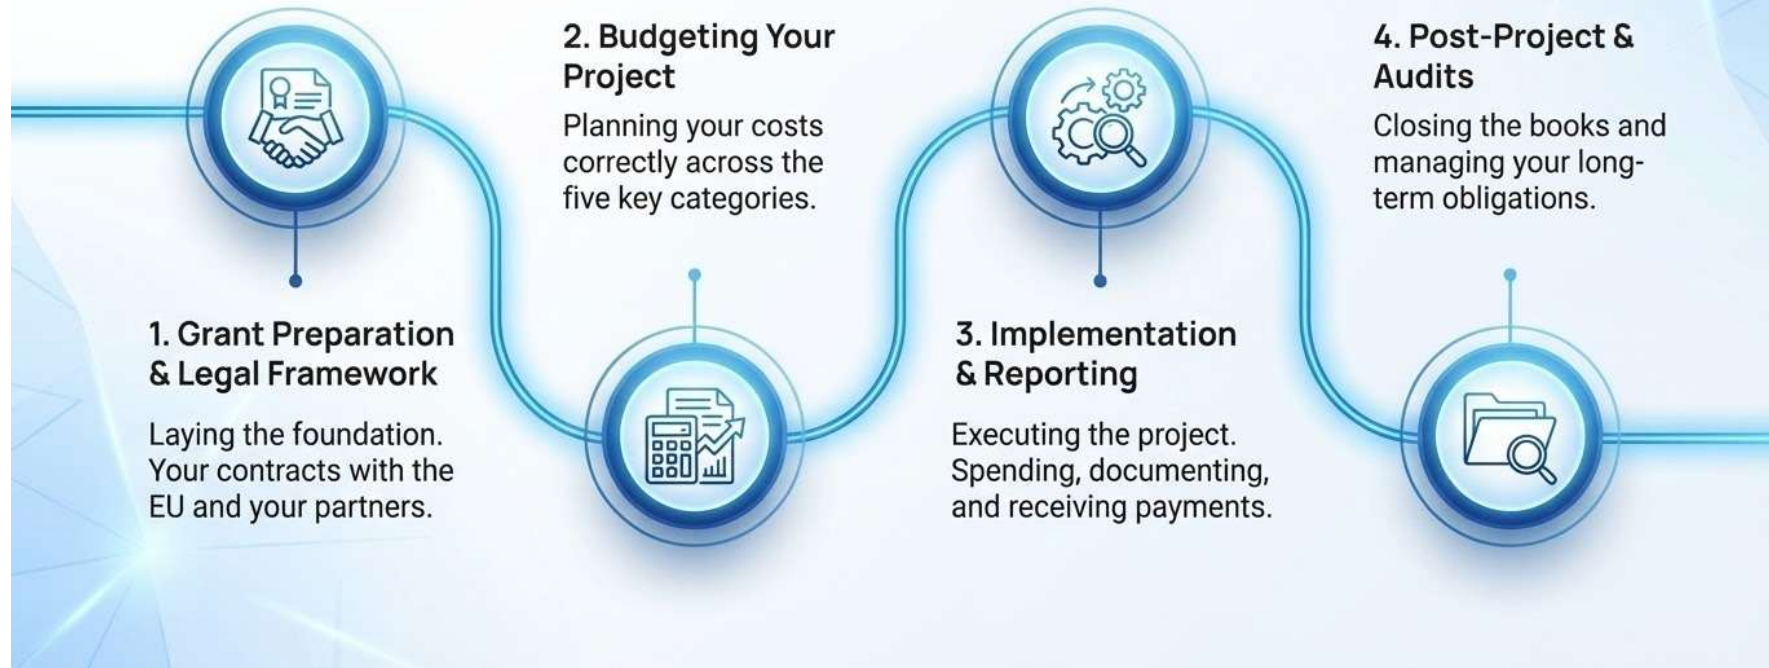 1. Grant Preparation
& Legal Framework
Laying the foundation.
Your contracts with the
EU and your partners.
2. Budgeting Your
Project
Planning your costs
correctly across the
five key categories.
3. Implementation
& Reporting
Executing the project.
Spending, documenting,
and receiving payments.
4. Post-Project &
Audits
Closing the books and
managing your long-
term obligations.